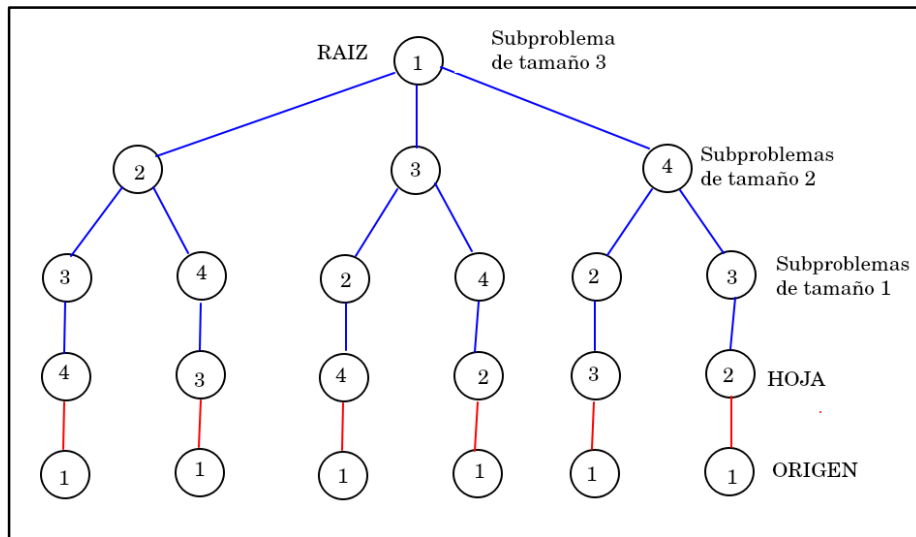 RAIZ
1
Subproblema
de tamaño 3
2
3
4
Subproblemas
de tamaño 2
3
4
2
4
2
3
Subproblemas
de tamaño 1
4
3
4
2
3
2
HOJA
1
1
1
1
1
1
ORIGEN